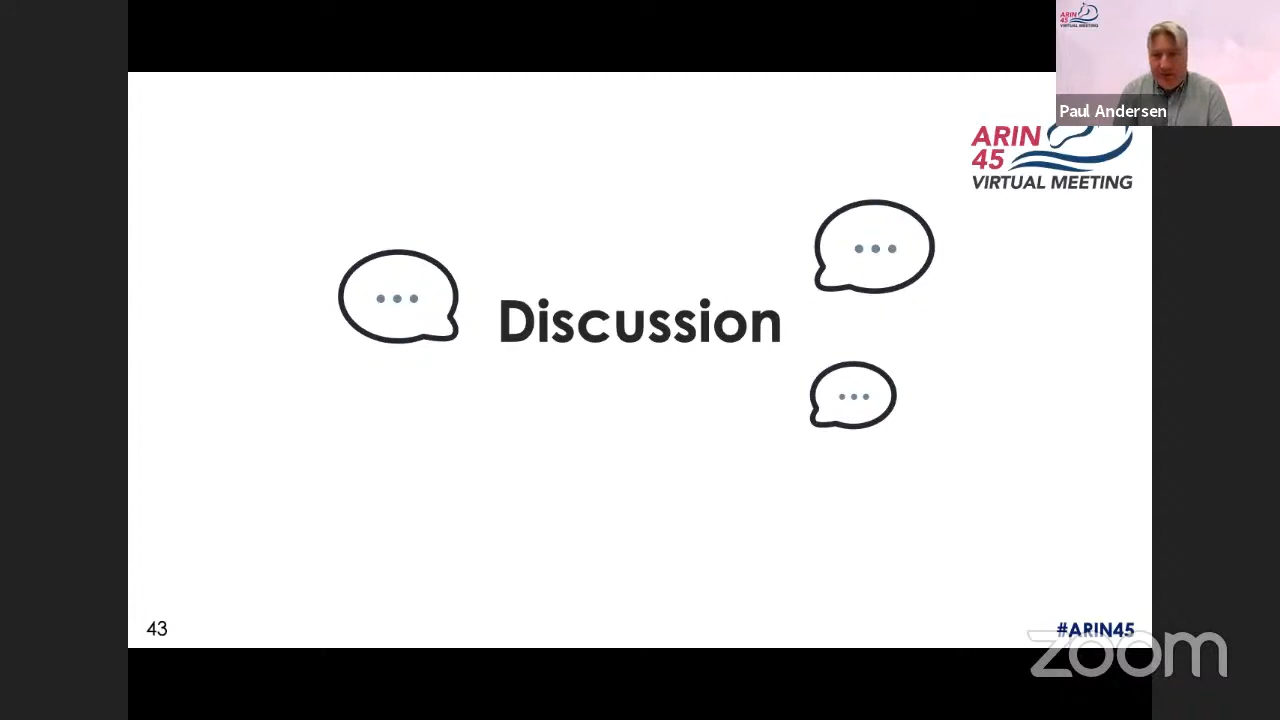 ARIN
45
VIRTUAL MEETING
Paul Andersen
ARIN
45
VIRTUAL MEETING
Discussion
43
#ARIN45
zoom